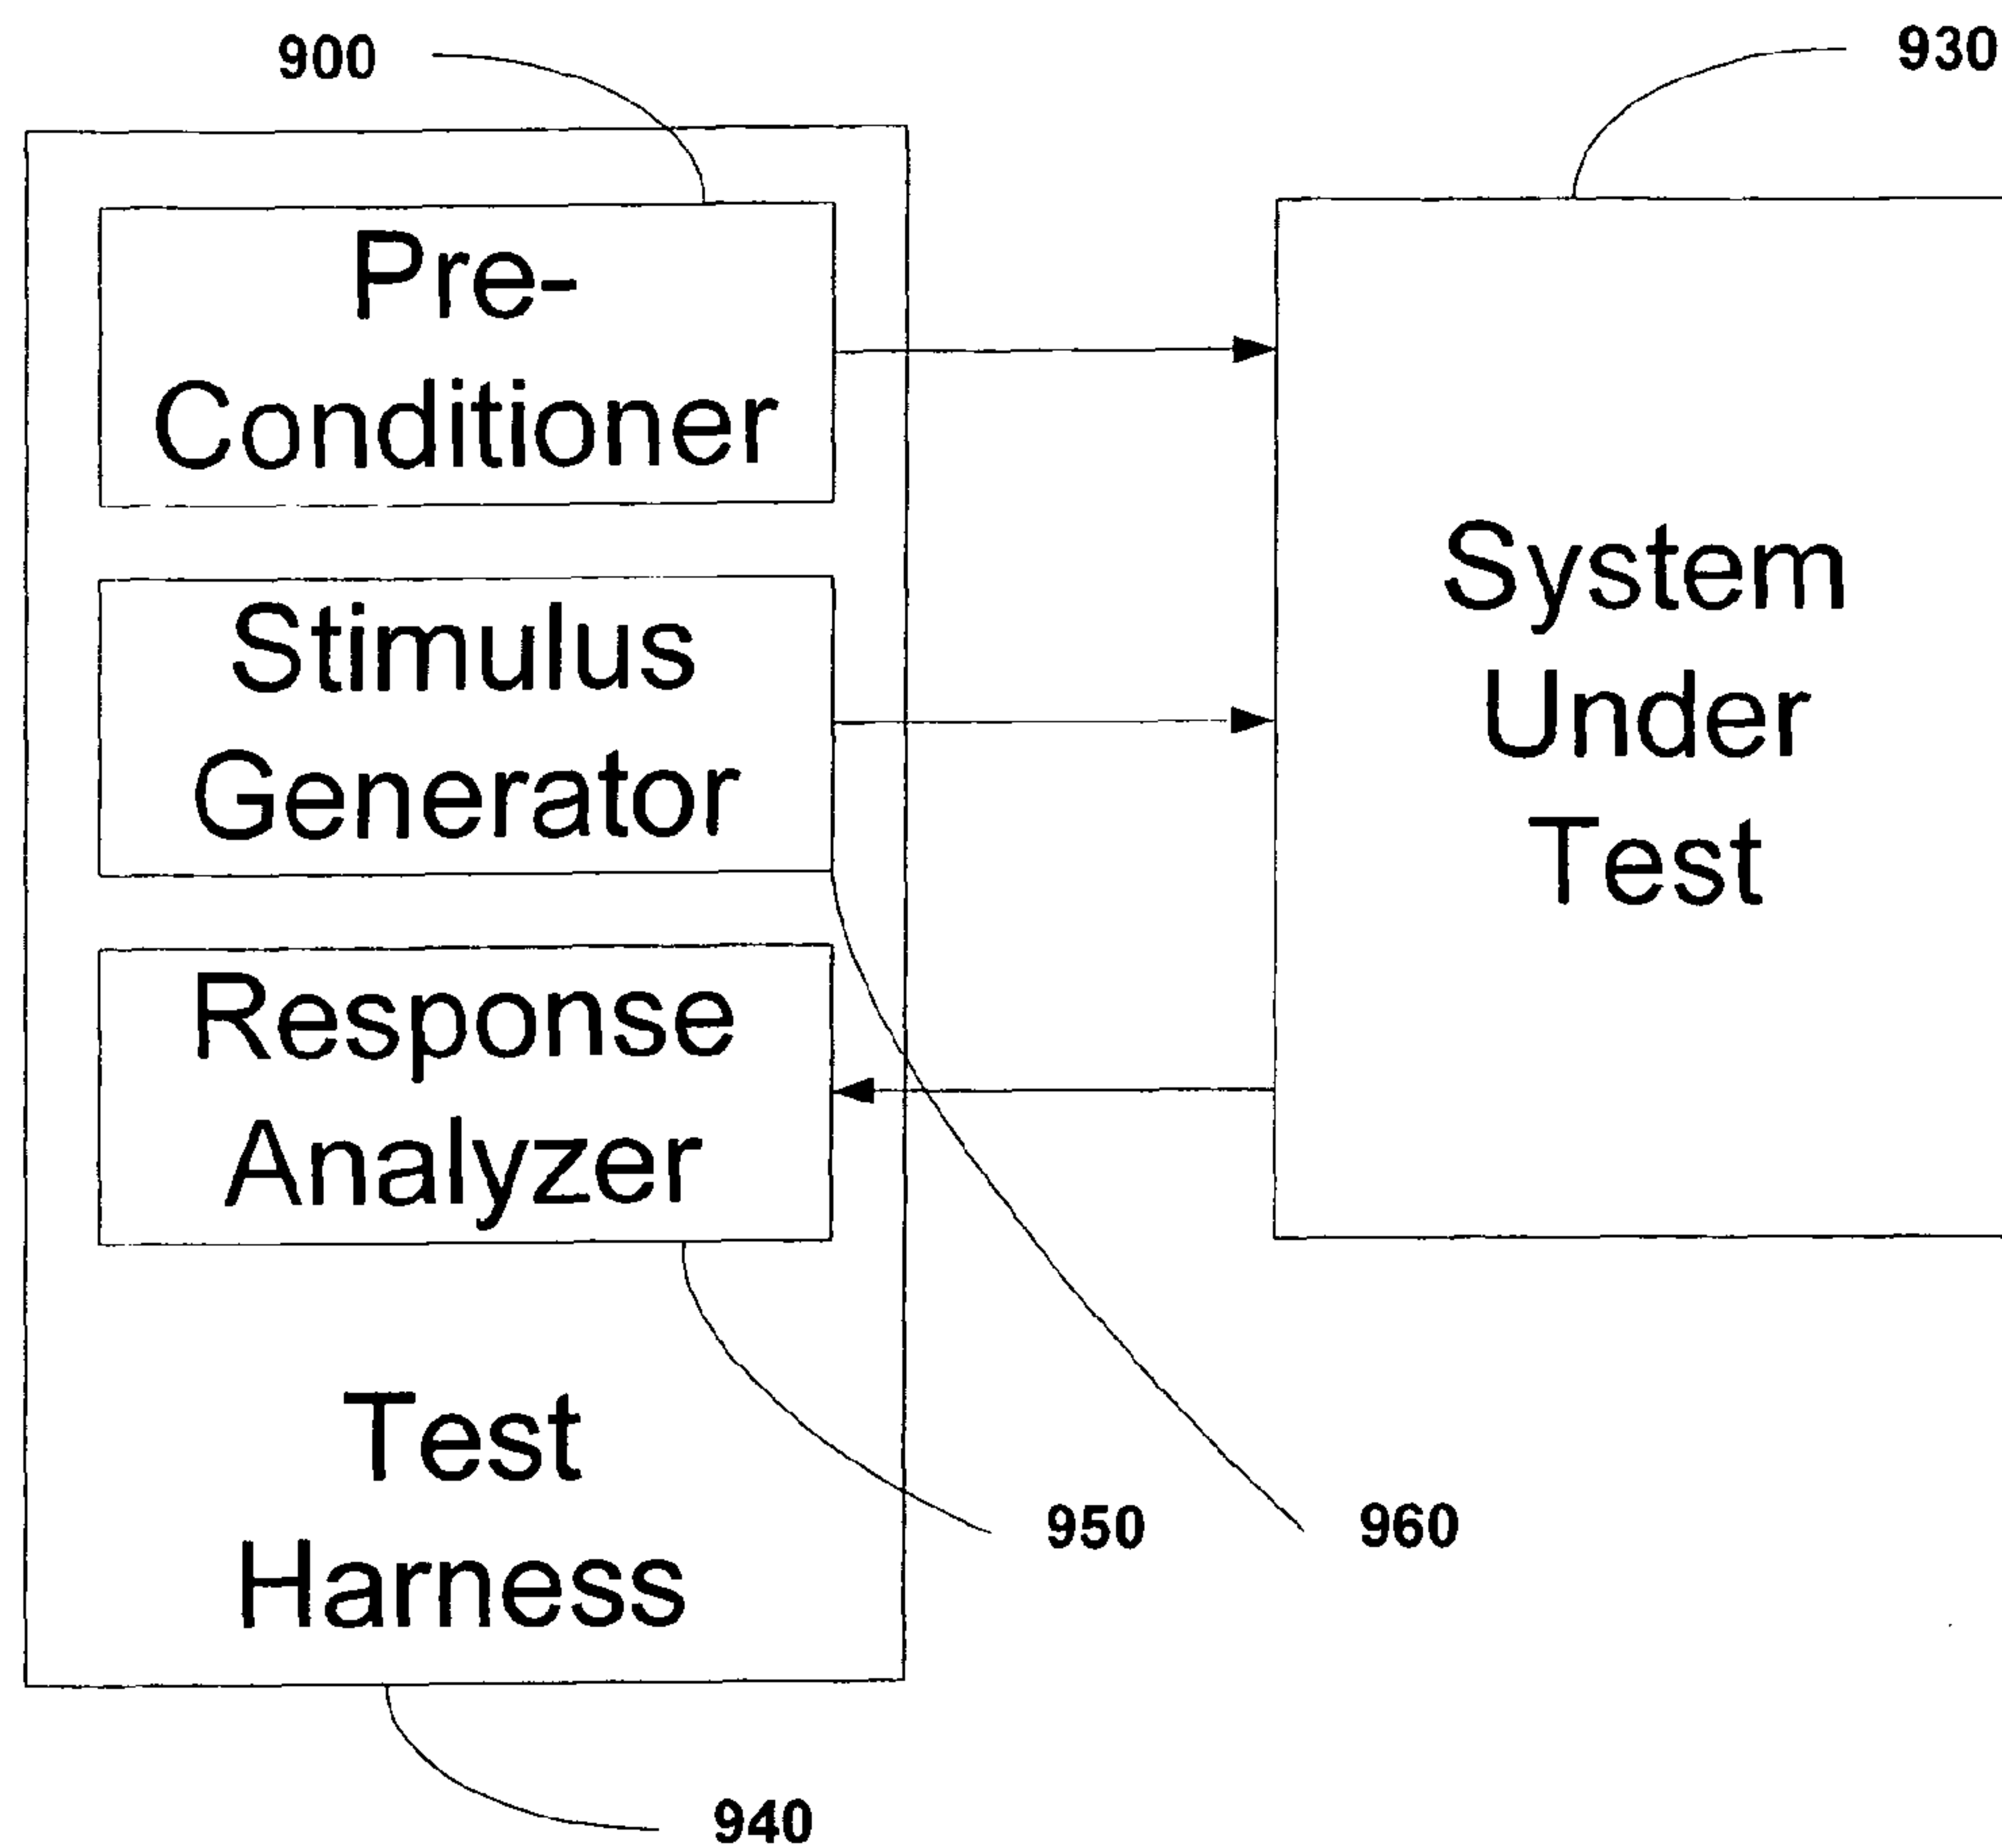 900
930
Pre-
Conditioner
Stimulus
Generator
Response
Analyzer
Test
Harness
System
Under
Test
950
960
940